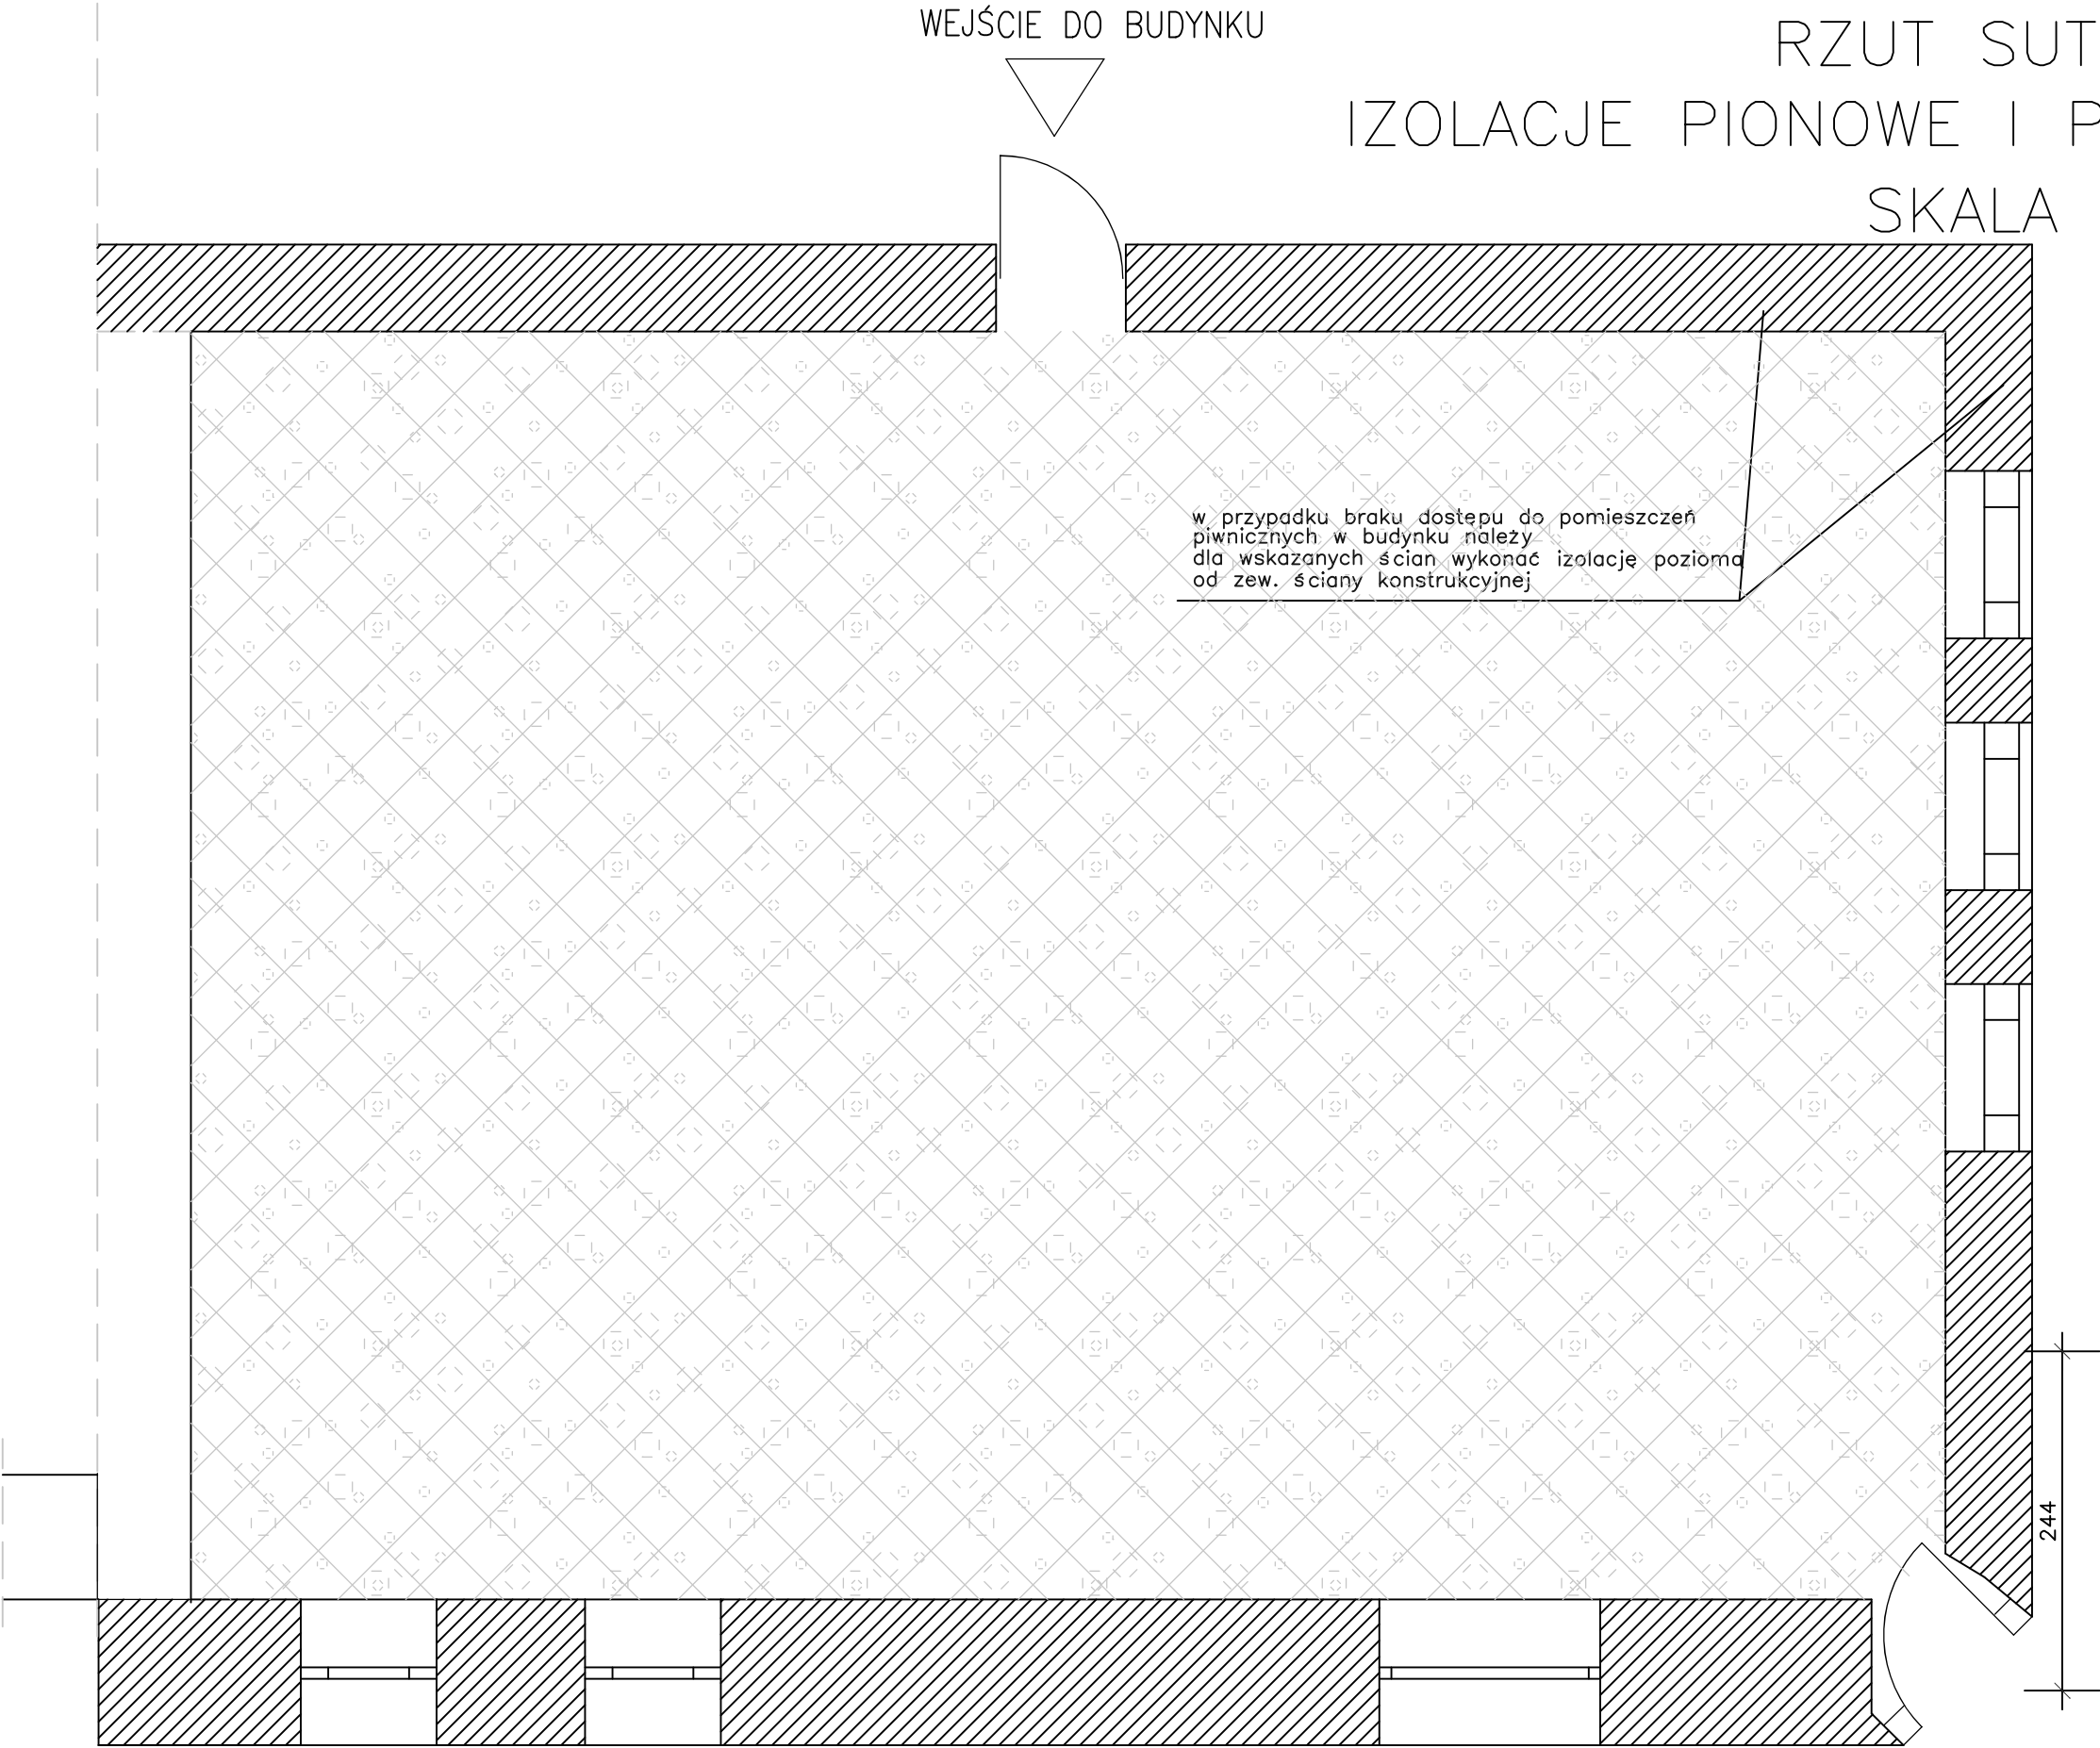 WEJŚCIE DO BUDYNKU
RZUT SUT
IZOLACJE PIONOWE I P
SKALA
w przypadku braku dostępu do pomieszczeń
piwnicznych w budynku należy
dla wskazanych ścian wykonać izolację poziomą
od zew. ściany konstrukcyjnej
244